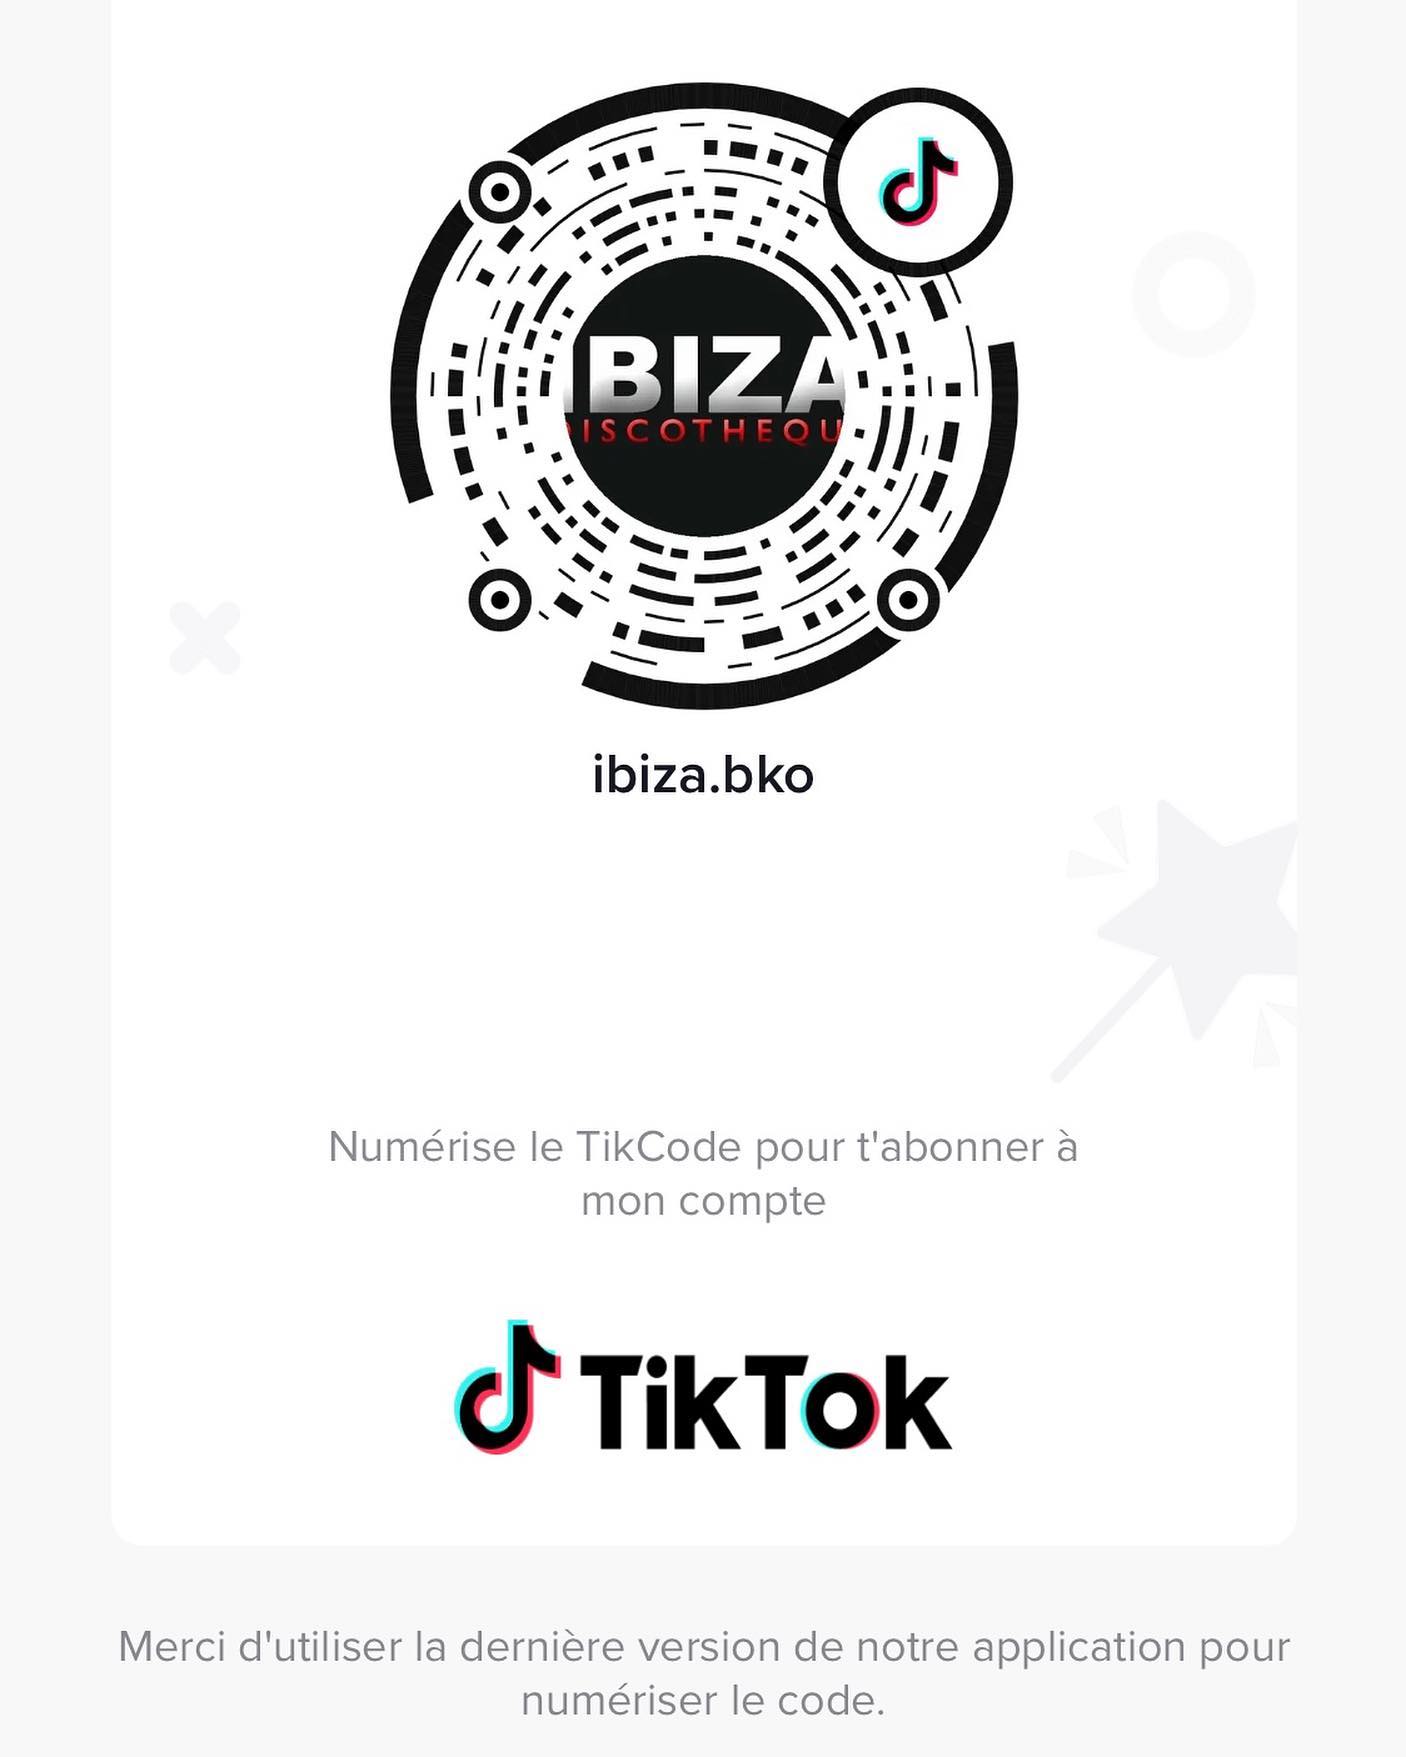 IBIZA
DISCOTHEQU
ibiza.bko
Numérise le TikCode pour t'abonner à
mon compte
TikTok
Merci d'utiliser la dernière version de notre application pour
numériser le code.